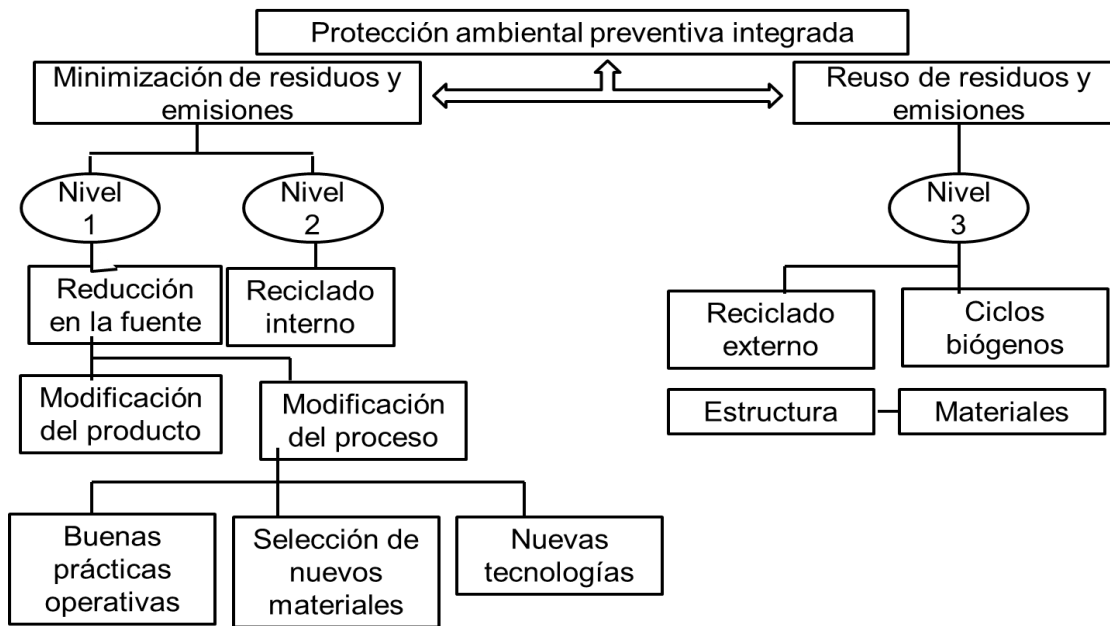 Protección ambiental preventiva integrada
Minimización de residuos y
emisiones
Reuso de residuos y
emisiones
Nivel
1
Nivel
2
Nivel
3
Reducción
en la fuente
Reciclado
interno
Reciclado
externo
Ciclos
biógenos
Modificación
del producto
Modificación
del proceso
Estructura
Materiales
Buenas
prácticas
operativas
Selección de
nuevos
materiales
Nuevas
tecnologías